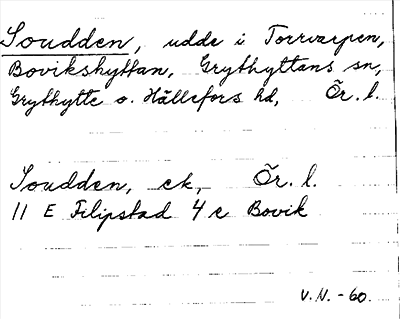 Soudden, udde i Torrvarpen,
Bovikshyttan, Grythyttans sn,
Grythytte o. Hällefors hd, Ör. l.
Soudden, ek, Ör. l.
11 E Filipstad 4 c Bovik
V.N. -60.